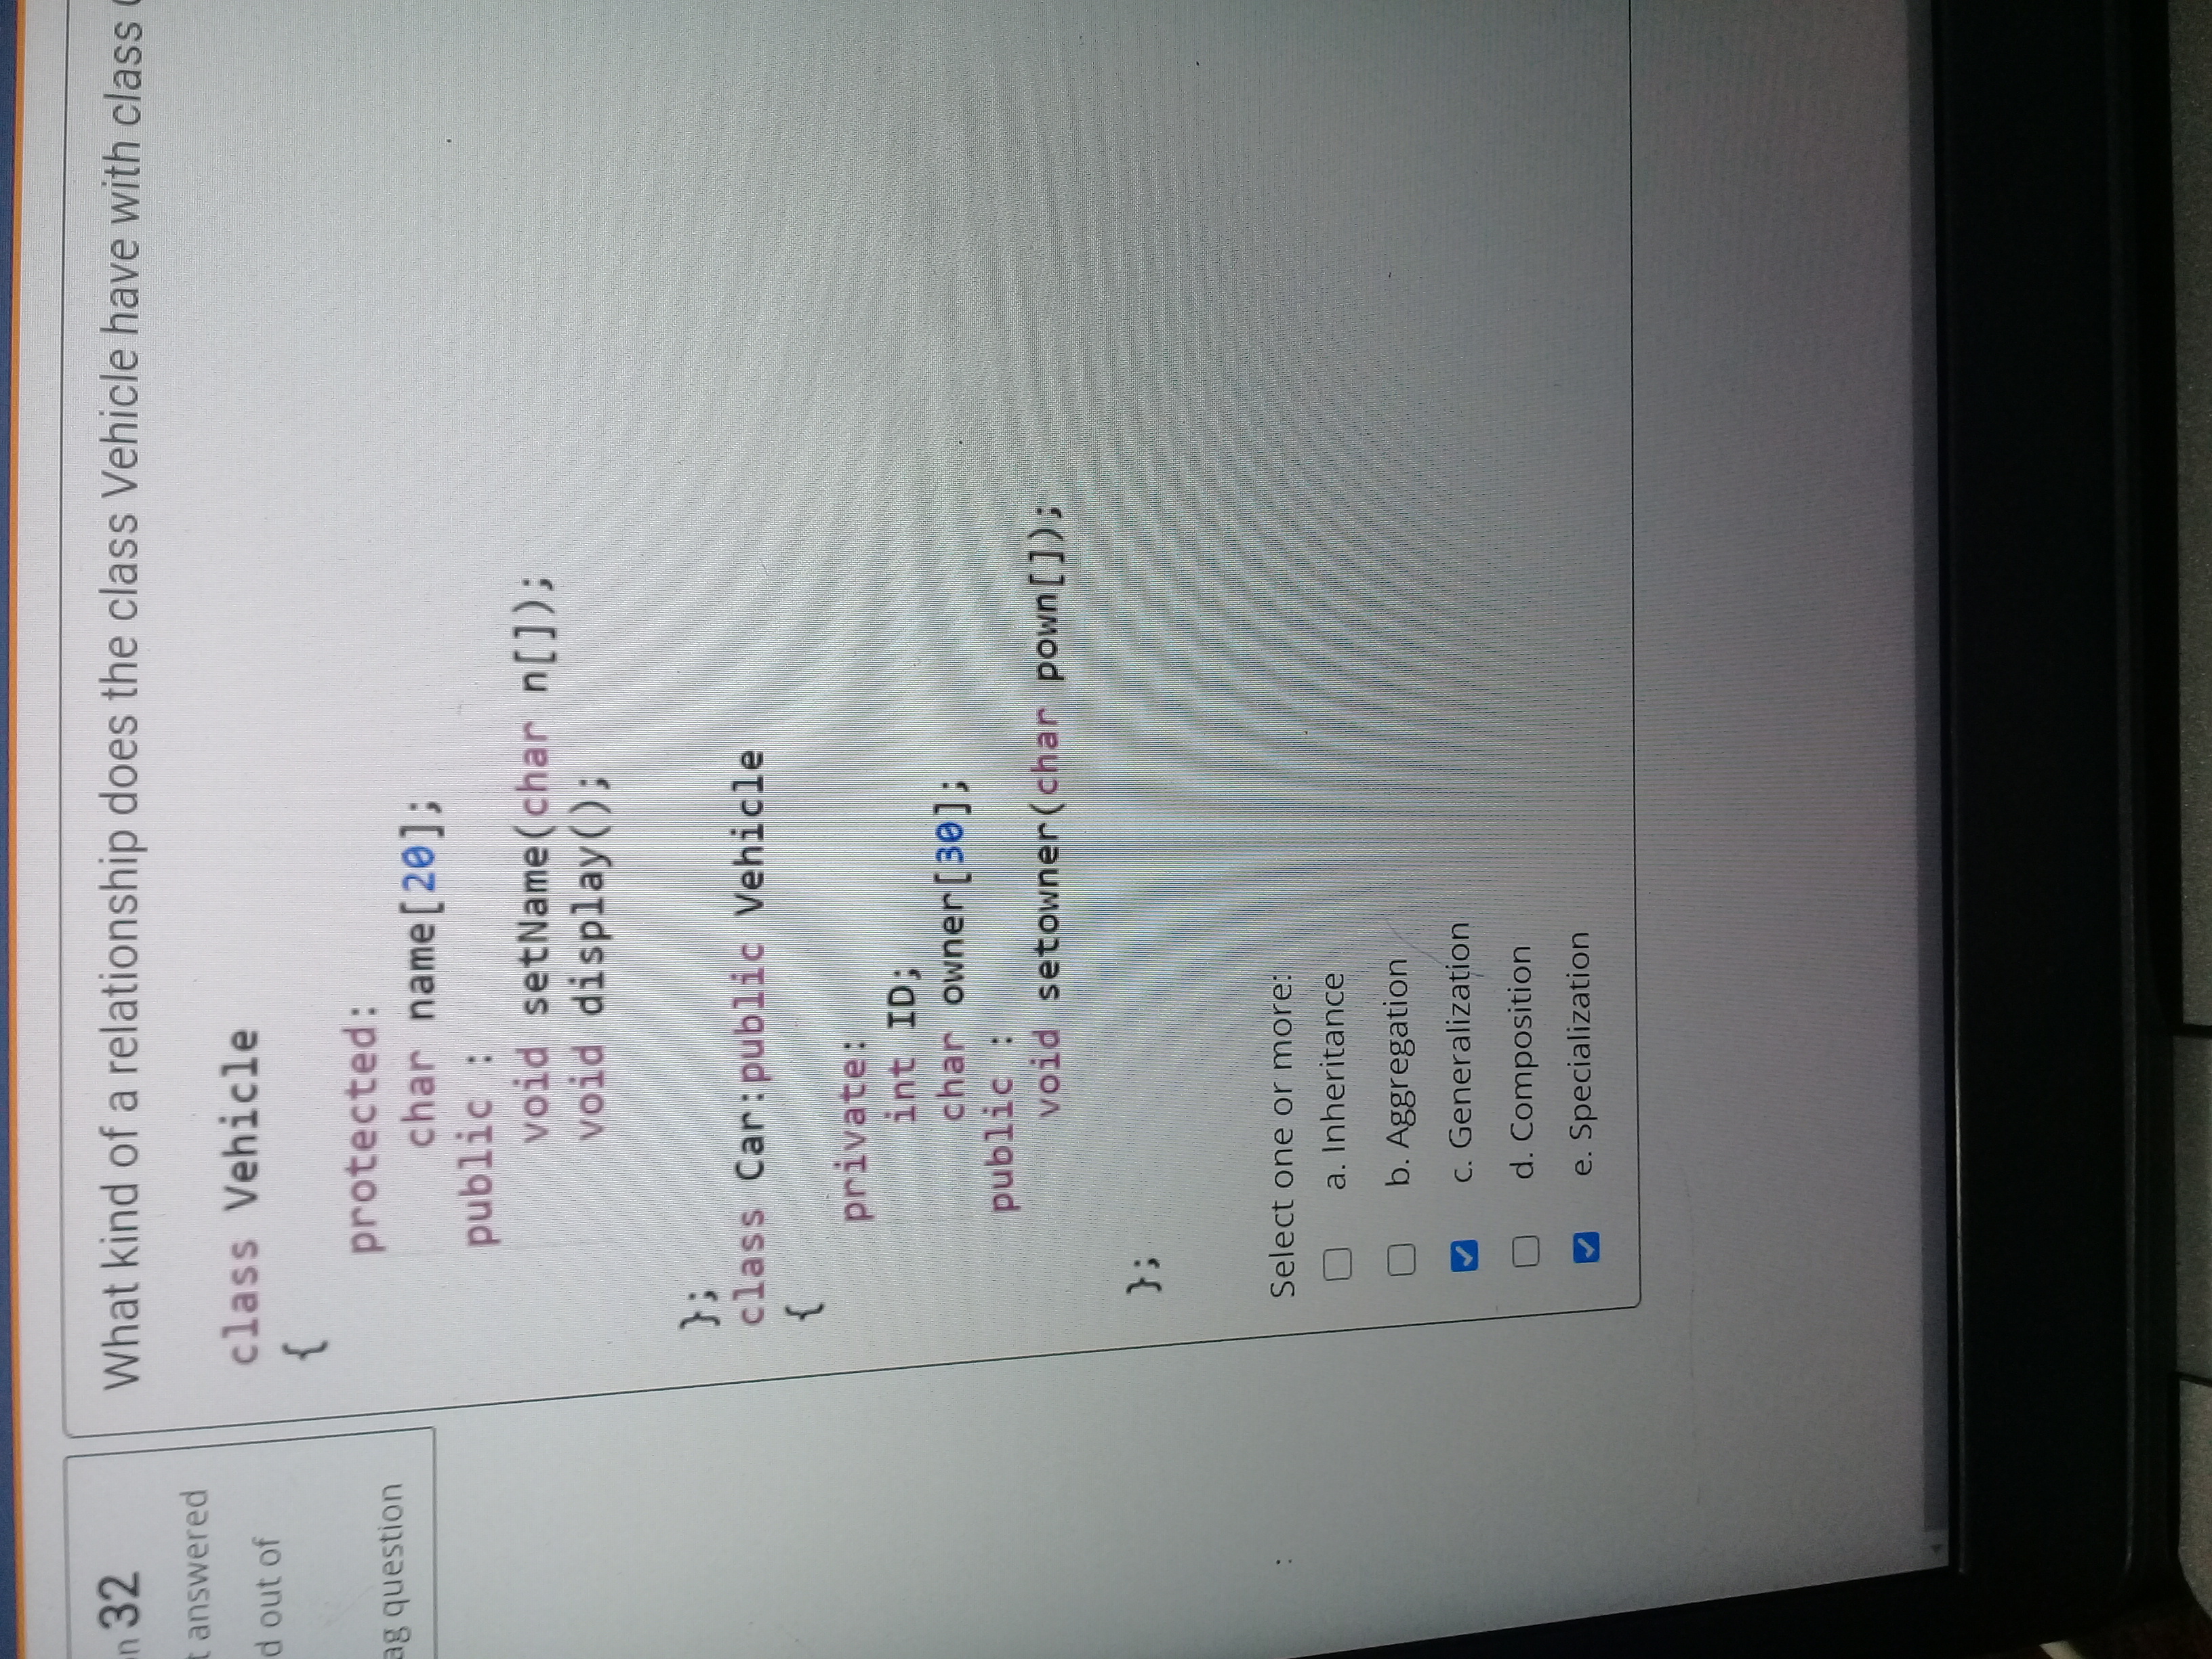 32
answered
out of
question
What kind of a relationship does the class Vehicle have with class
class Vehicle
{
protected:
char name[20];
public :
void setName(char n[]);
void display();
};
class Car:public Vehicle
{
private:
int ID;
char owner[30];
public :
void setowner(char pown[]);
};
:
Select one or more:
a. Inheritance
b. Aggregation
c. Generalization
d. Composition
e. Specialization